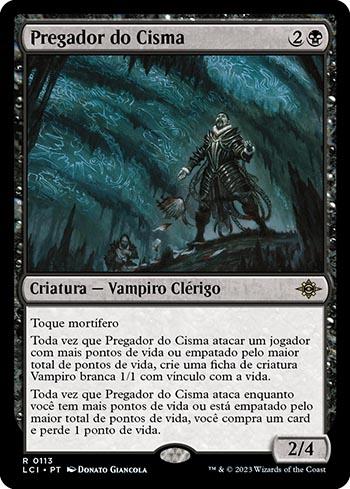 Pregador do Cisma 2
Criatura — Vampiro Clérigo
Toque mortífero
Toda vez que Pregador do Cisma atacar um jogador
com mais pontos de vida ou empatado pelo maior
total de pontos de vida, crie uma ficha de criatura
Vampiro branca 1/1 com vínculo com a vida.
Toda vez que Pregador do Cisma ataca enquanto
você tem mais pontos de vida ou está empatado pelo
maior total de pontos de vida, você compra um card
e perde 1 ponto de vida.
2/4
R 0113
LCI • PT Donato Giancola
™ & © 2023 Wizards of the Coast